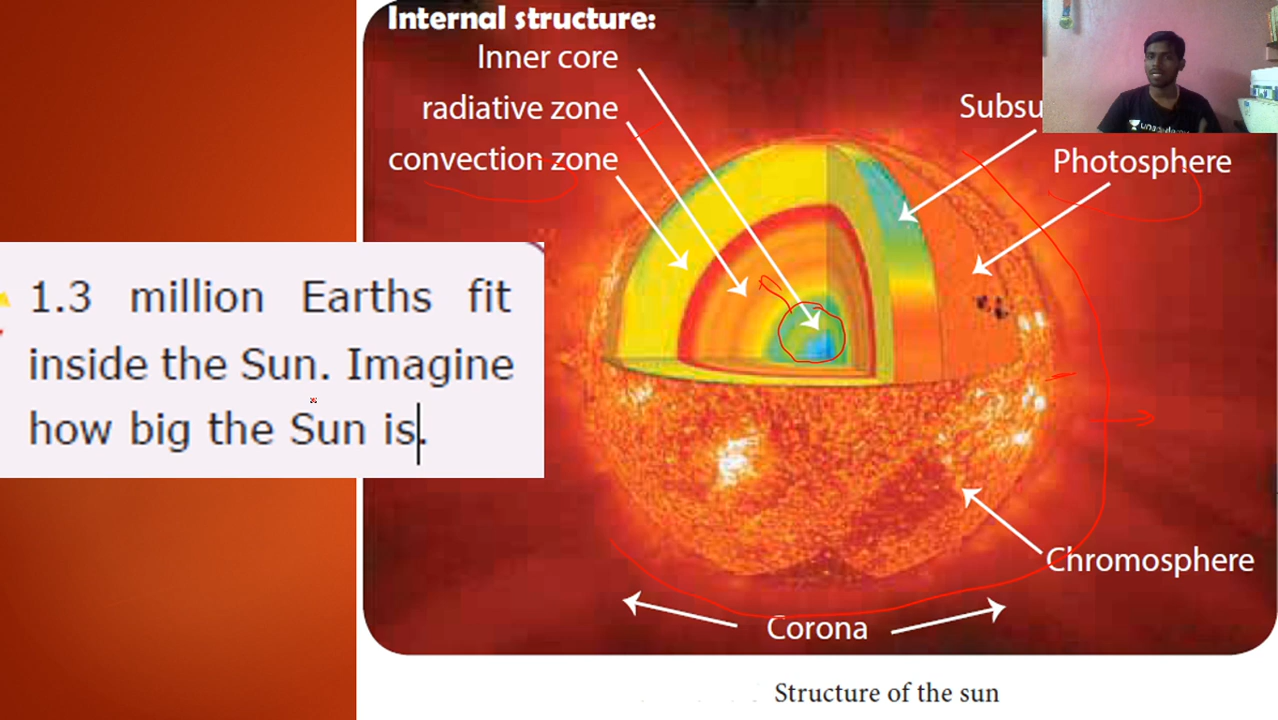 Internal structure:
Inner core
radiative zone
convection zone
Photosphere
1.3 million Earths fit
inside the Sun. Imagine
how big the Sun is.
Chromosphere
Corona
Structure of the sun